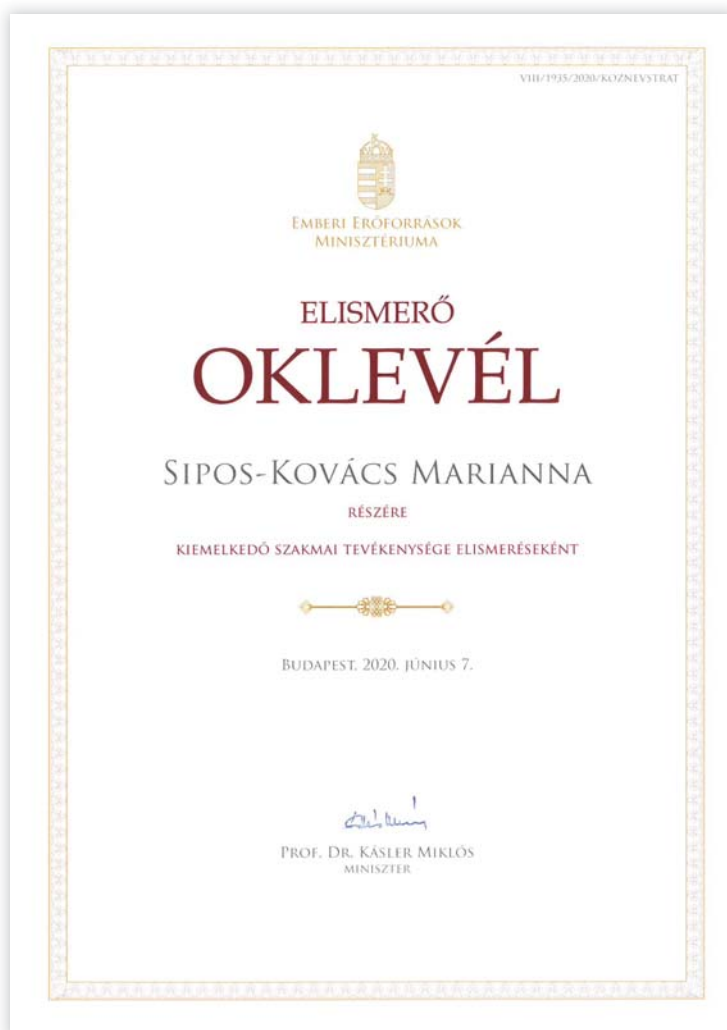 VIII/1935/2020/KOZNEVSTRAT
EMBERI ERŐFORRÁSOK
MINISZTÉRIUMA
ELISMERŐ
OKLEVÉL
SIPOS-KOVÁCS MARIANNA
RÉSZÉRE
KIEMELKEDŐ SZAKMAI TEVÉKENYSÉGE ELISMERÉSEKÉNT
BUDAPEST, 2020. JÚNIUS 7.
PROF. DR. KÁSLER MIKLÓS
MINISZTER